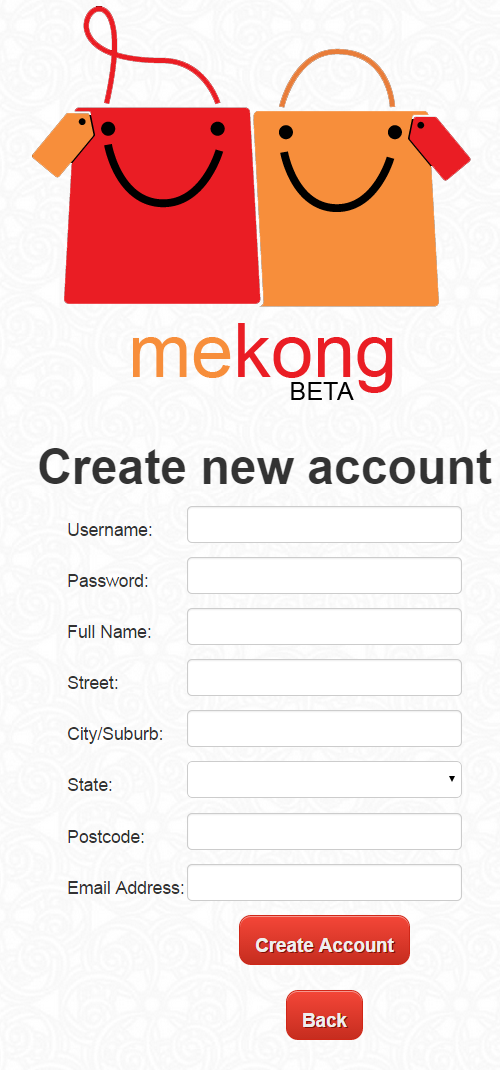 mekong
BETA
Create new account
Username:
Password:
Full Name:
Street:
City/Suburb:
State:
Postcode:
Email Address:
Create Account
Back